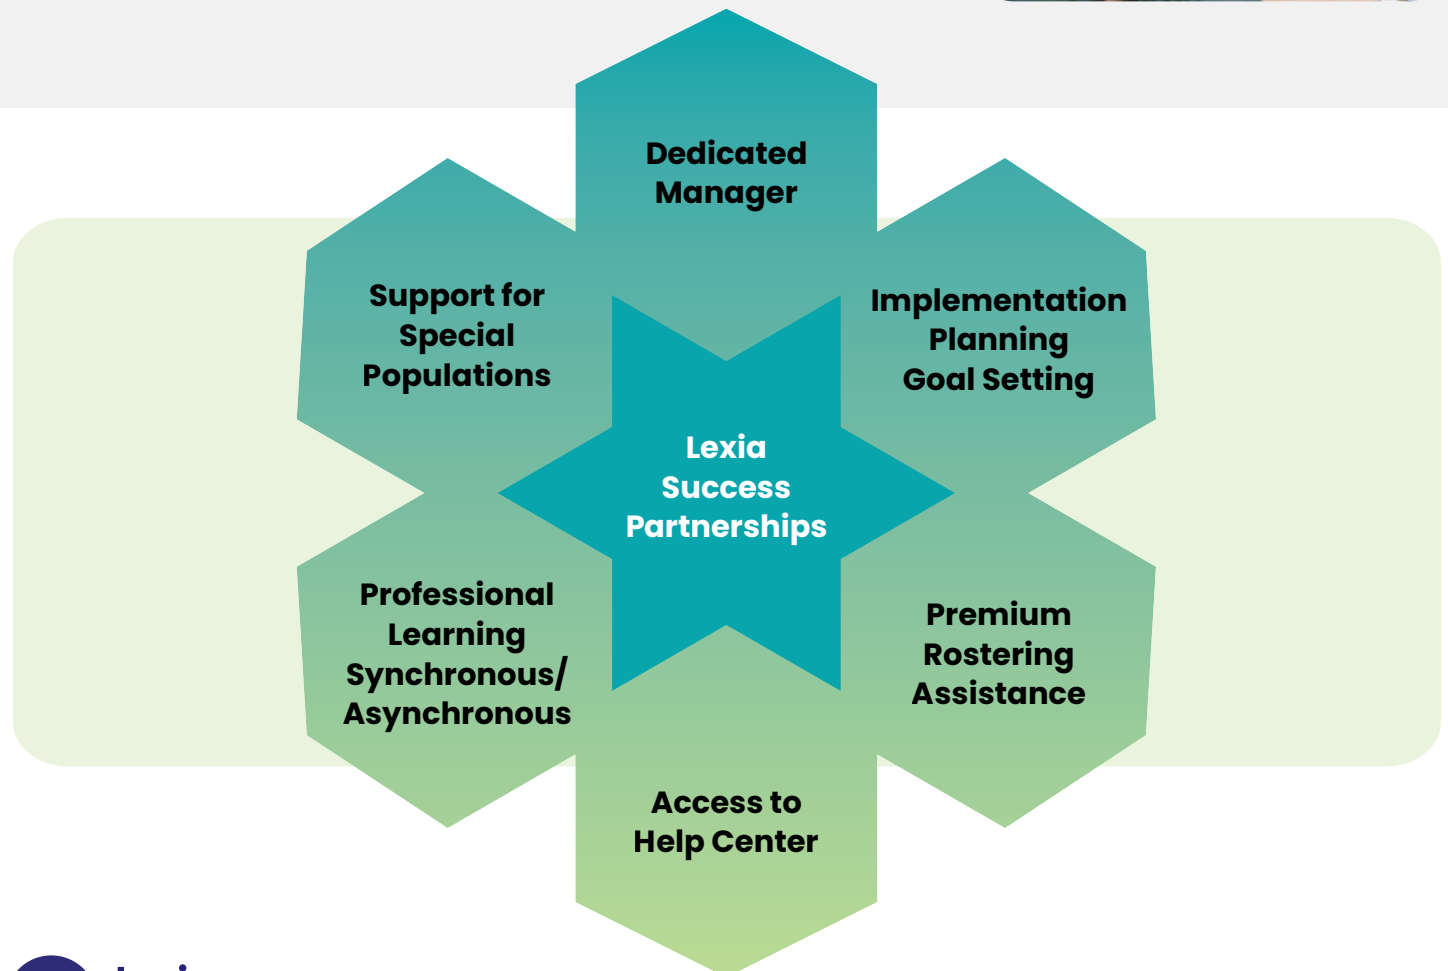 Dedicated
Manager
Support for
Special
Populations
Implementation
Planning
Goal Setting
Lexia
Success
Partnerships
Professional
Learning
Synchronous/
Asynchronous
Premium
Rostering
Assistance
Access to
Help Center